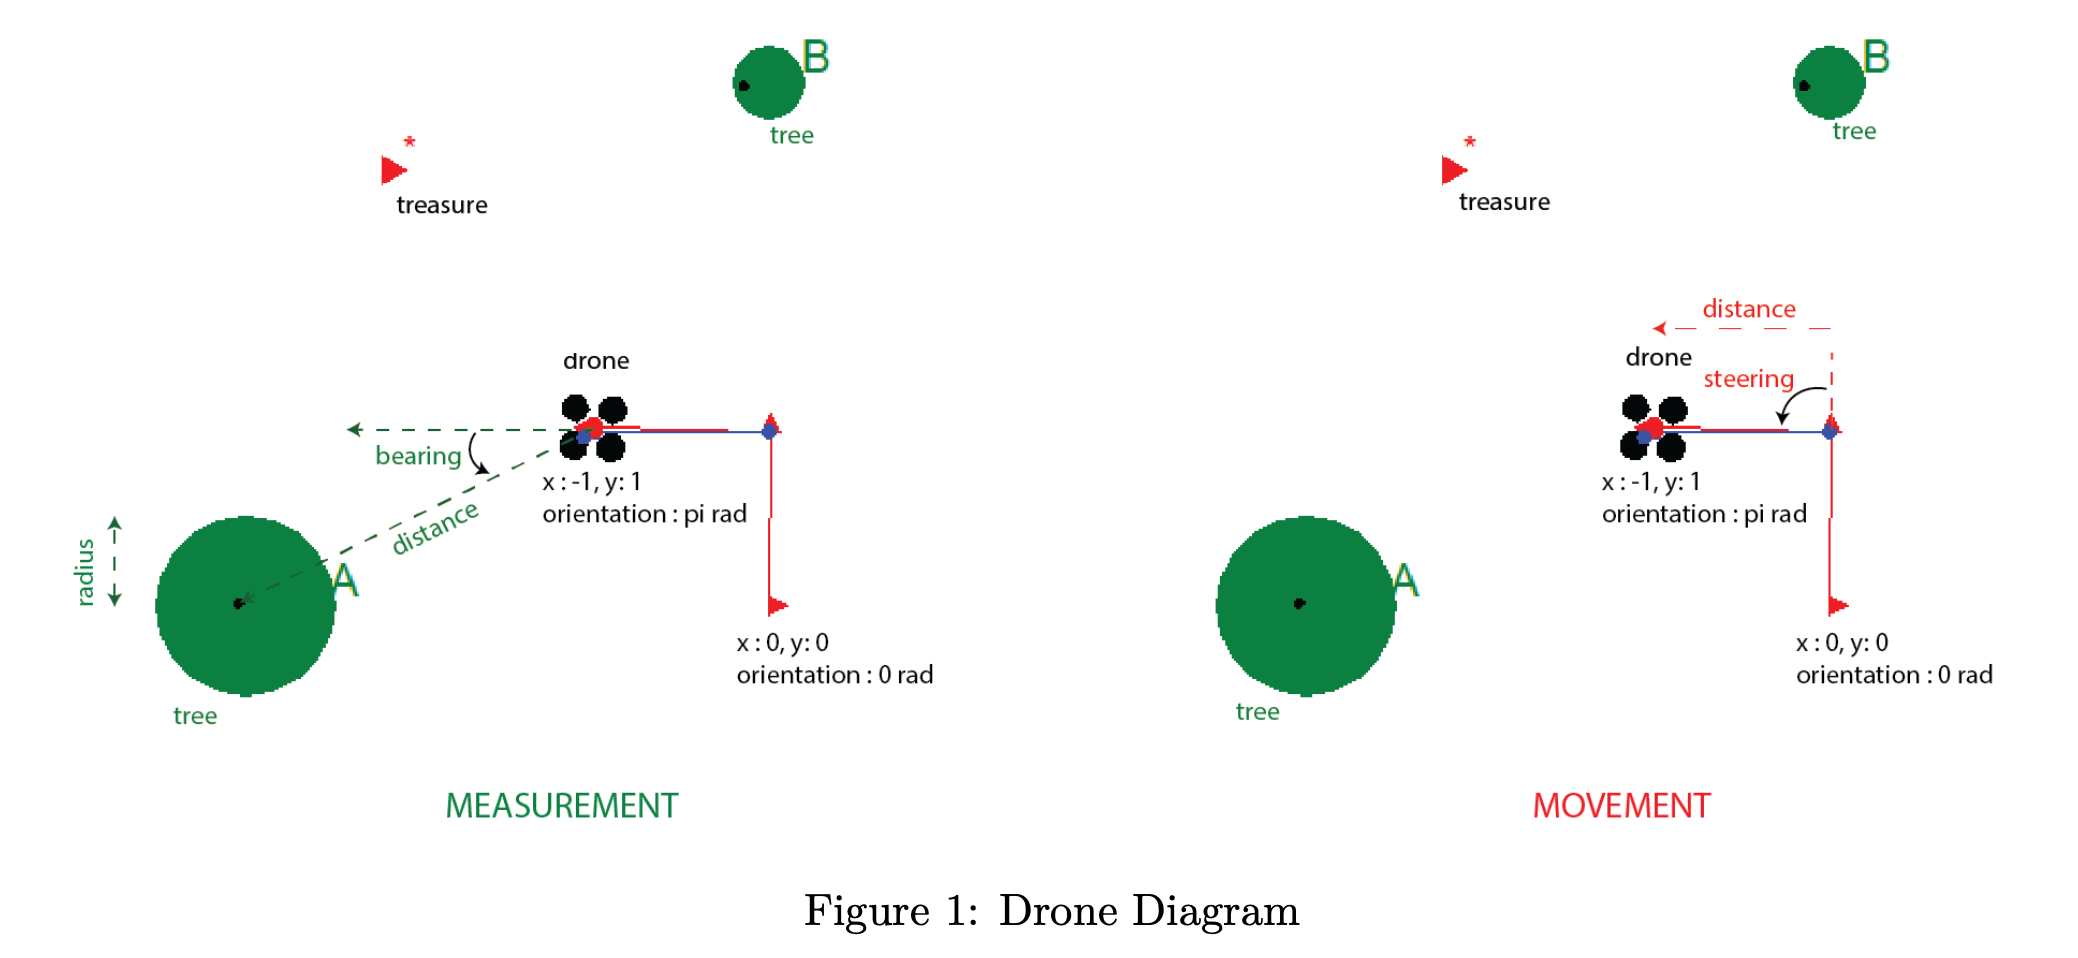 B
tree
*
treasure
drone
bearing
distance
x : -1, y: 1
orientation : pi rad
radius
A
x : 0, y: 0
orientation : 0 rad
tree
MEASUREMENT
B
tree
*
treasure
distance
drone
steering
x : -1, y: 1
orientation : pi rad
A
x : 0, y: 0
orientation : 0 rad
tree
MOVEMENT
Figure 1: Drone Diagram